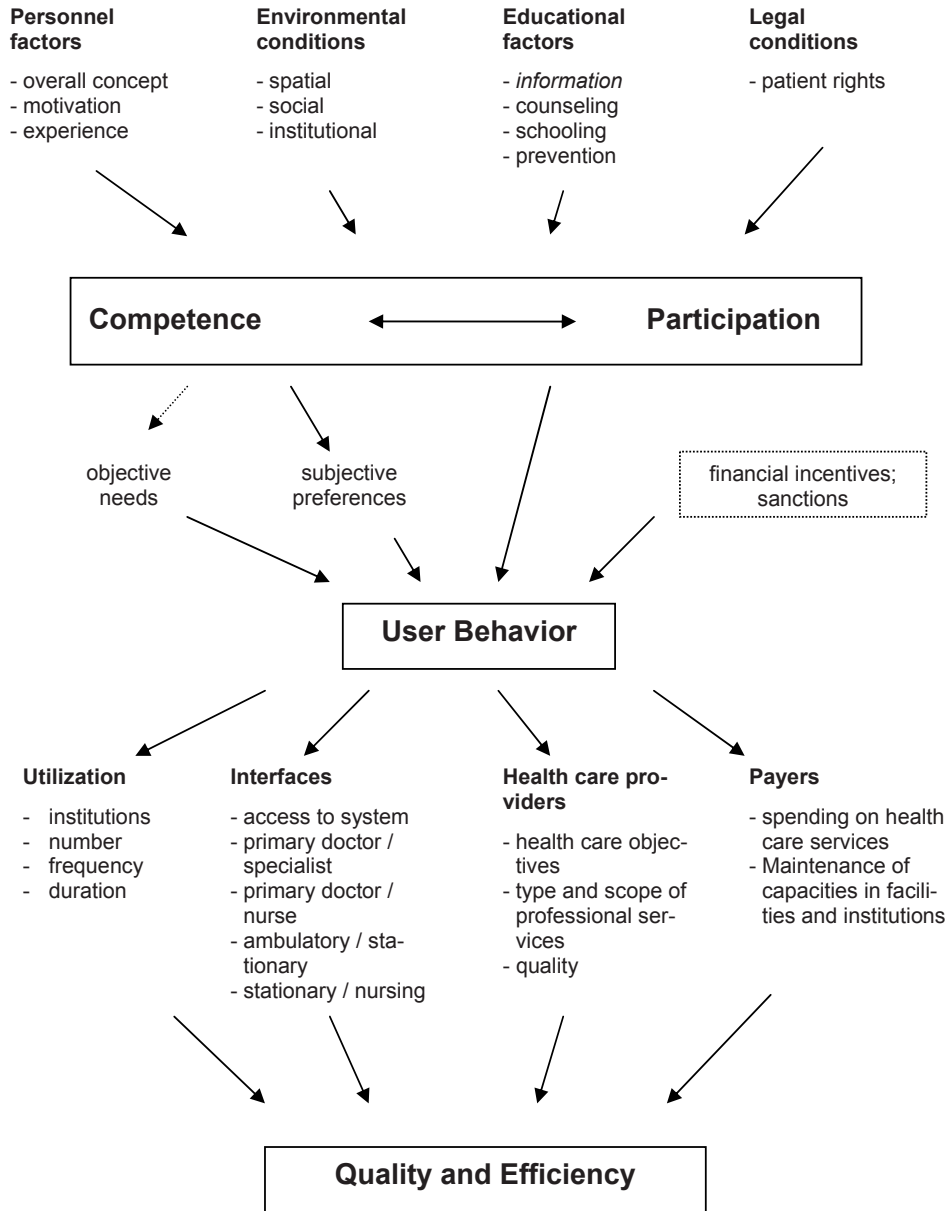 Personnel
factors
- overall concept
- motivation
- experience
Environmental
conditions
- spatial
- social
- institutional
Educational
factors
- information
- counseling
- schooling
- prevention
Legal
conditions
- patient rights
Competence
Participation
objective
needs
subjective
preferences
financial incentives;
sanctions
User Behavior
Utilization
- institutions
- number
- frequency
- duration
Interfaces
- access to system
- primary doctor /
specialist
- primary doctor /
nurse
- ambulatory / sta-
tionary
- stationary / nursing
Health care pro-
viders
- health care objec-
tives
- type and scope of
professional ser-
vices
- quality
Payers
- spending on health
care services
- Maintenance of
capacities in facili-
ties and institutions
Quality and Efficiency